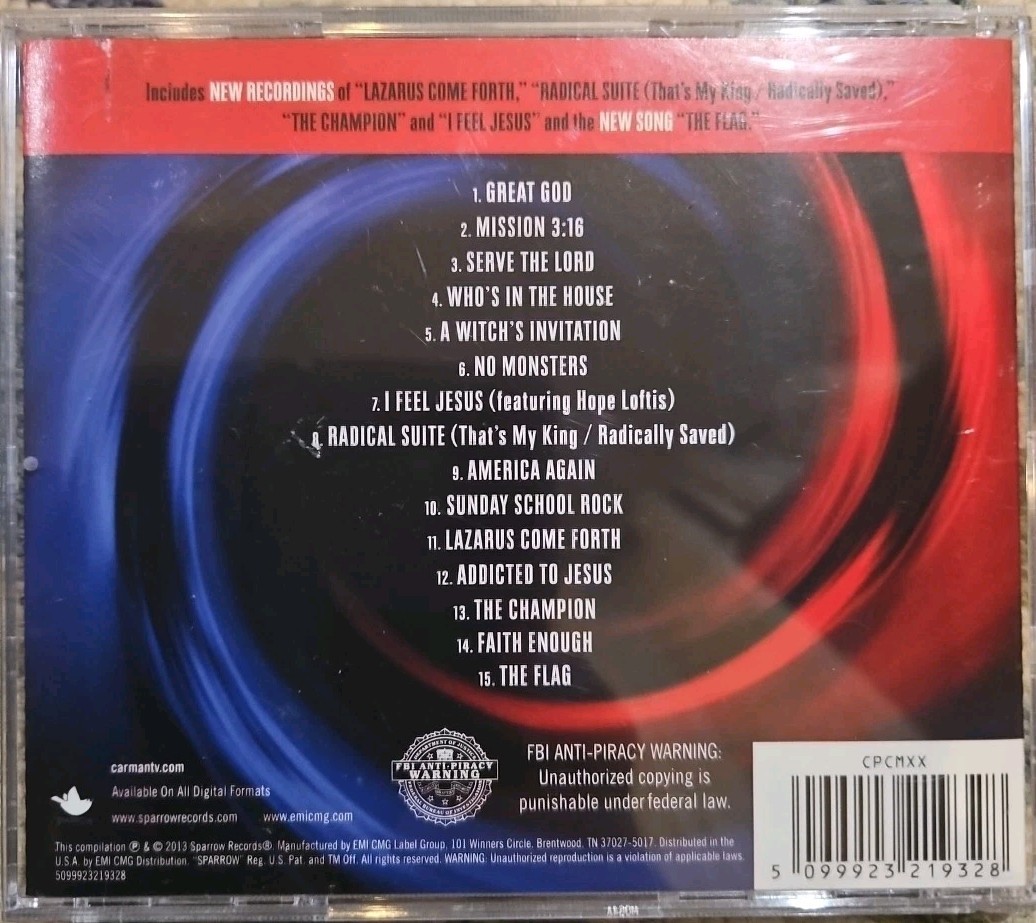 Includes NEW RECORDINGS of “LAZARUS COME FORTH,” “RADICAL SUITE (That’s My King / Radically Saved),”
“THE CHAMPION” and “I FEEL JESUS” and the NEW SONG “THE FLAG.”
1. GREAT GOD
2. MISSION 3:16
3. SERVE THE LORD
4. WHO’S IN THE HOUSE
5. A WITCH’S INVITATION
6. NO MONSTERS
7. I FEEL JESUS (featuring Hope Loftis)
8. RADICAL SUITE (That’s My King / Radically Saved)
9. AMERICA AGAIN
10. SUNDAY SCHOOL ROCK
11. LAZARUS COME FORTH
12. ADDICTED TO JESUS
13. THE CHAMPION
14. FAITH ENOUGH
15. THE FLAG
carmantv.com
Available On All Digital Formats
www.sparrowrecords.com www.emicmg.com
DEPARTMENT OF JUSTICE
FBI ANTI-PIRACY
WARNING
FBI ANTI-PIRACY WARNING:
Unauthorized copying is
punishable under federal law.
CPCMXX
5 099923 219328
This compilation ℗ & © 2013 Sparrow Records®. Manufactured by EMI CMG Label Group, 101 Winners Circle, Brentwood, TN 37027-5017. Distributed in the
U.S.A. by EMI CMG Distribution. “SPARROW” Reg. U.S. Pat. and TM Off. All rights reserved. WARNING: Unauthorized reproduction is a violation of applicable laws.
5099923219328